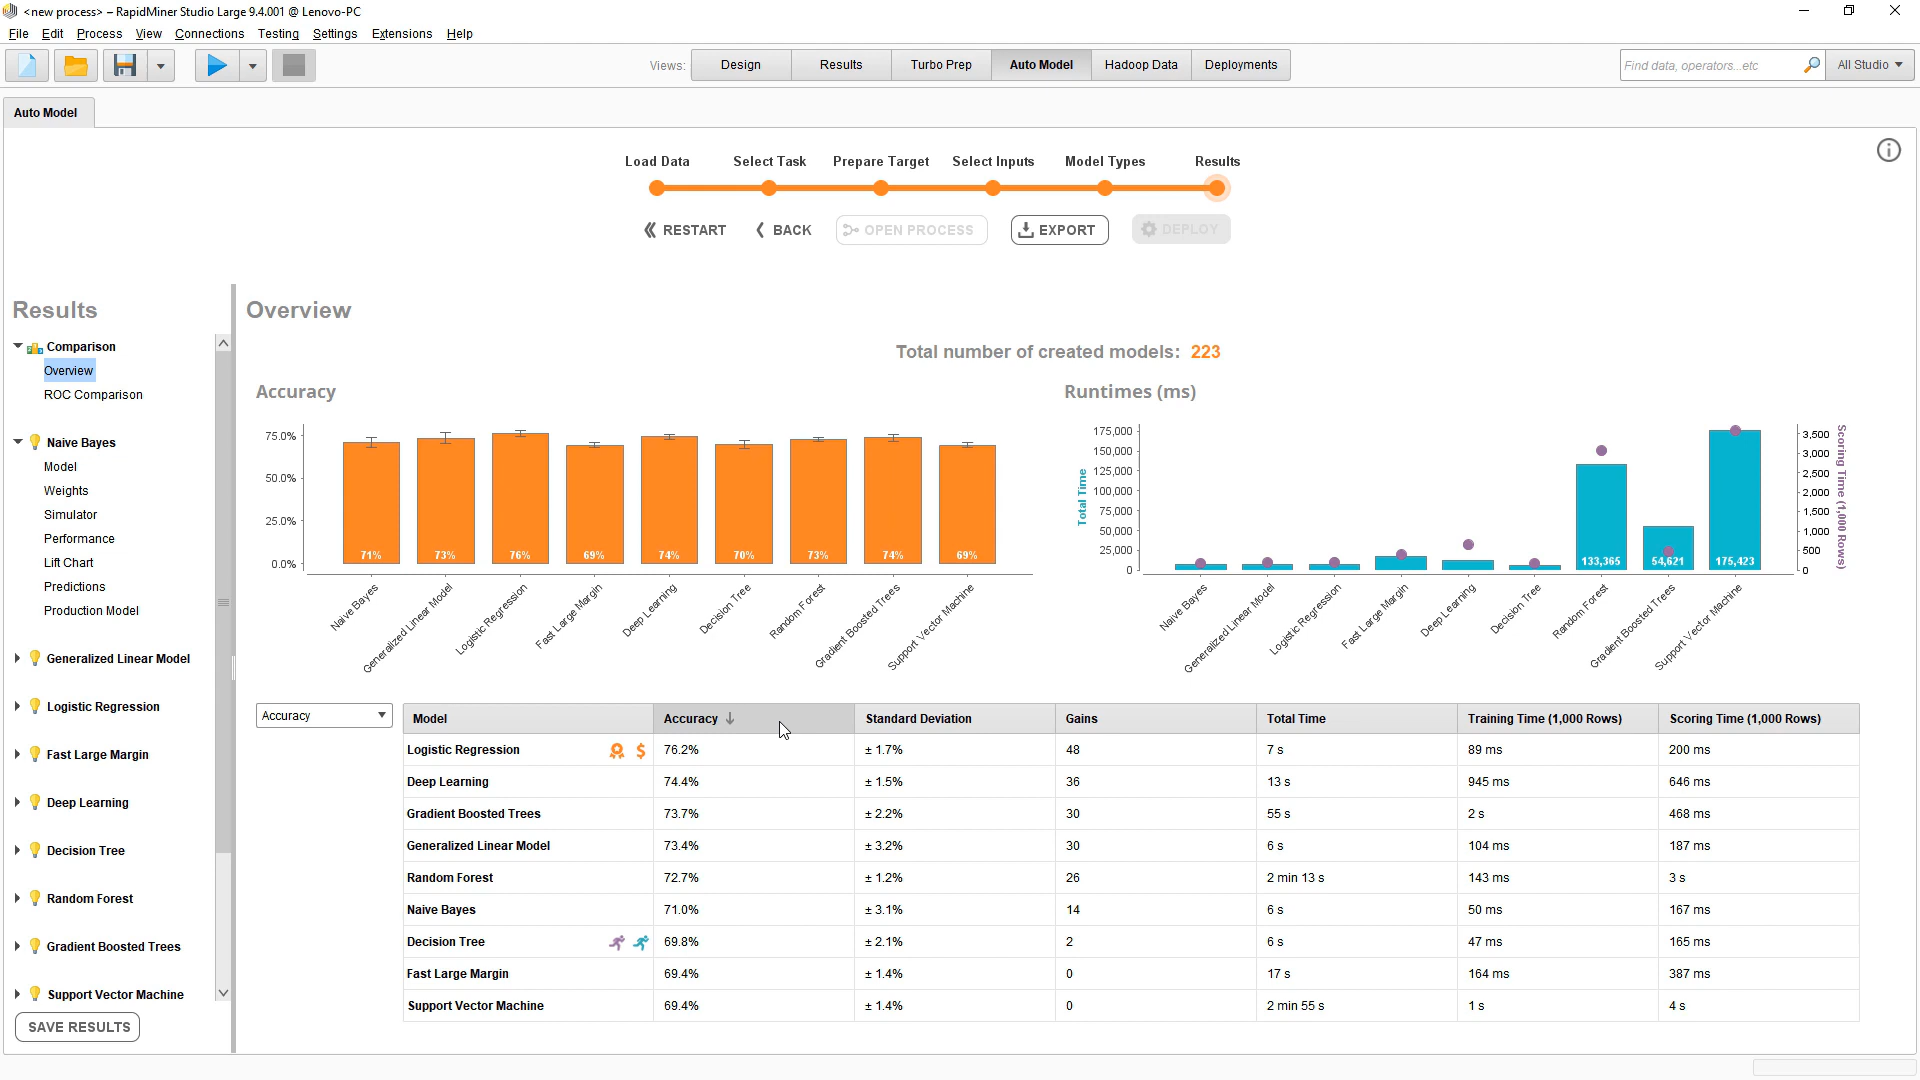 <new process> – RapidMiner Studio Large 9.4.001 @ Lenovo-PC
File Edit Process View Connections Testing Settings Extensions Help
Views: Design Results Turbo Prep Auto Model Hadoop Data Deployments
Find data, operators...etc All Studio
Auto Model
Load Data Select Task Prepare Target Select Inputs Model Types Results
RESTART BACK OPEN PROCESS EXPORT DEPLOY
Results
Comparison
Overview
ROC Comparison
Naive Bayes
Model
Weights
Simulator
Performance
Lift Chart
Predictions
Production Model
Generalized Linear Model
Logistic Regression
Fast Large Margin
Deep Learning
Decision Tree
Random Forest
Gradient Boosted Trees
Support Vector Machine
SAVE RESULTS
Overview
Total number of created models: 223
Accuracy
75.0%
50.0%
25.0%
0.0%
71% 73% 76% 69% 74% 70% 73% 74% 69%
Naive Bayes
Generalized Linear Model
Logistic Regression
Fast Large Margin
Deep Learning
Decision Tree
Random Forest
Gradient Boosted Trees
Support Vector Machine
Runtimes (ms)
Total Time
175,000
150,000
125,000
100,000
75,000
50,000
25,000
0
133,365 54,621 175,423
3,500
3,000
2,500
2,000
1,500
1,000
500
0
Scoring Time (1,000 Rows)
Naive Bayes
Generalized Linear Model
Logistic Regression
Fast Large Margin
Deep Learning
Decision Tree
Random Forest
Gradient Boosted Trees
Support Vector Machine
Accuracy
Model Accuracy Standard Deviation Gains Total Time Training Time (1,000 Rows) Scoring Time (1,000 Rows)
Logistic Regression $ 76.2% ± 1.7% 48 7 s 89 ms 200 ms
Deep Learning 74.4% ± 1.5% 36 13 s 945 ms 646 ms
Gradient Boosted Trees 73.7% ± 2.2% 30 55 s 2 s 468 ms
Generalized Linear Model 73.4% ± 3.2% 30 6 s 104 ms 187 ms
Random Forest 72.7% ± 1.2% 26 2 min 13 s 143 ms 3 s
Naive Bayes 71.0% ± 3.1% 14 6 s 50 ms 167 ms
Decision Tree 69.8% ± 2.1% 2 6 s 47 ms 165 ms
Fast Large Margin 69.4% ± 1.4% 0 17 s 164 ms 387 ms
Support Vector Machine 69.4% ± 1.4% 0 2 min 55 s 1 s 4 s